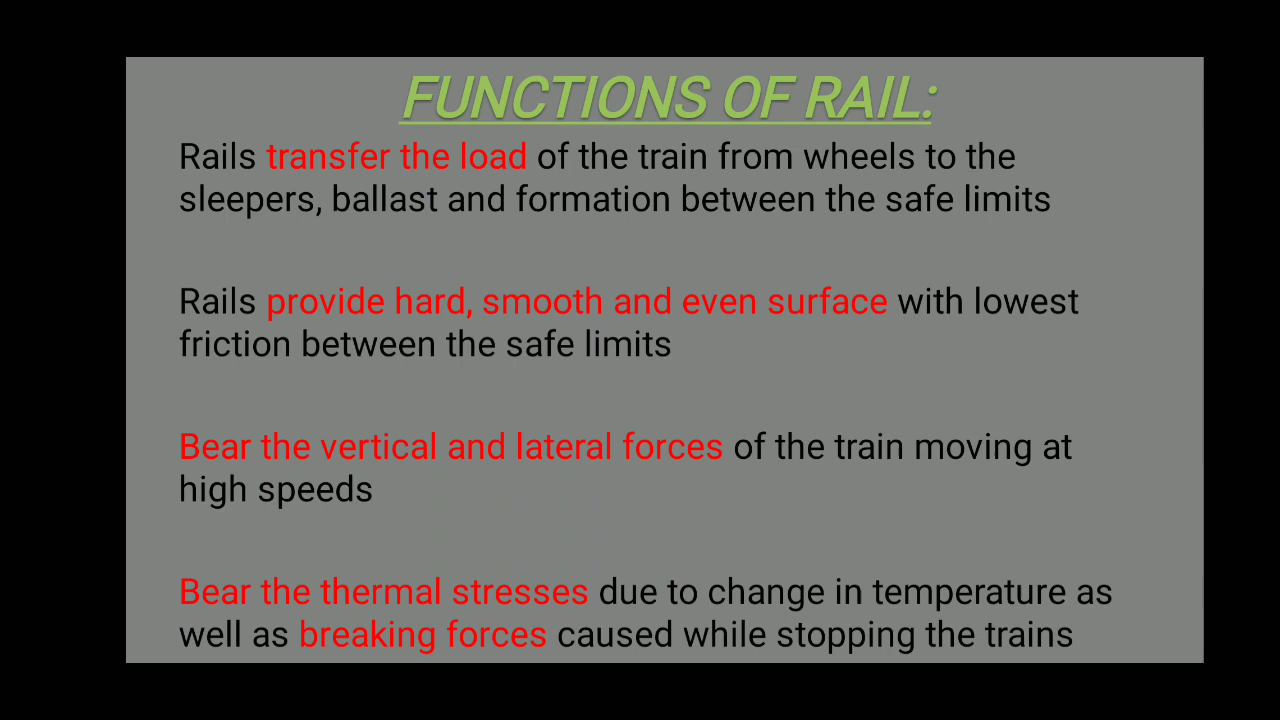 FUNCTIONS OF RAIL:
Rails transfer the load of the train from wheels to the
sleepers, ballast and formation between the safe limits
Rails provide hard, smooth and even surface with lowest
friction between the safe limits
Bear the vertical and lateral forces of the train moving at
high speeds
Bear the thermal stresses due to change in temperature as
well as breaking forces caused while stopping the trains